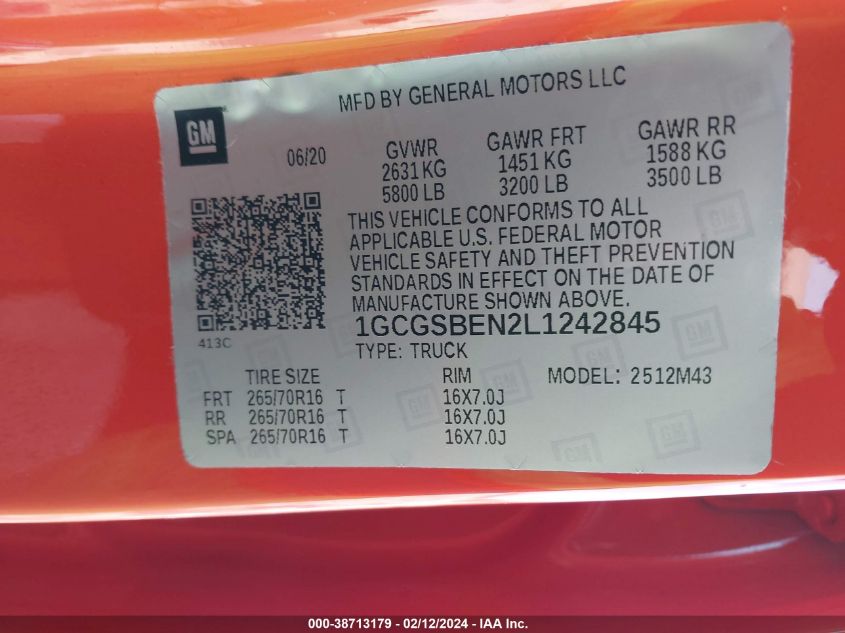 MFD BY GENERAL MOTORS LLC
GM
06/20
GVWR GAWR FRT GAWR RR
2631 KG 1451 KG 1588 KG
5800 LB 3200 LB 3500 LB
THIS VEHICLE CONFORMS TO ALL
APPLICABLE U.S. FEDERAL MOTOR
VEHICLE SAFETY AND THEFT PREVENTION
STANDARDS IN EFFECT ON THE DATE OF
MANUFACTURE SHOWN ABOVE.
1GCGSBEN2L1242845
413C
TYPE: TRUCK
TIRE SIZE RIM MODEL: 2512M43
FRT 265/70R16 T 16X7.0J
RR 265/70R16 T 16X7.0J
SPA 265/70R16 T 16X7.0J
000-38713179 - 02/12/2024 - IAA Inc.